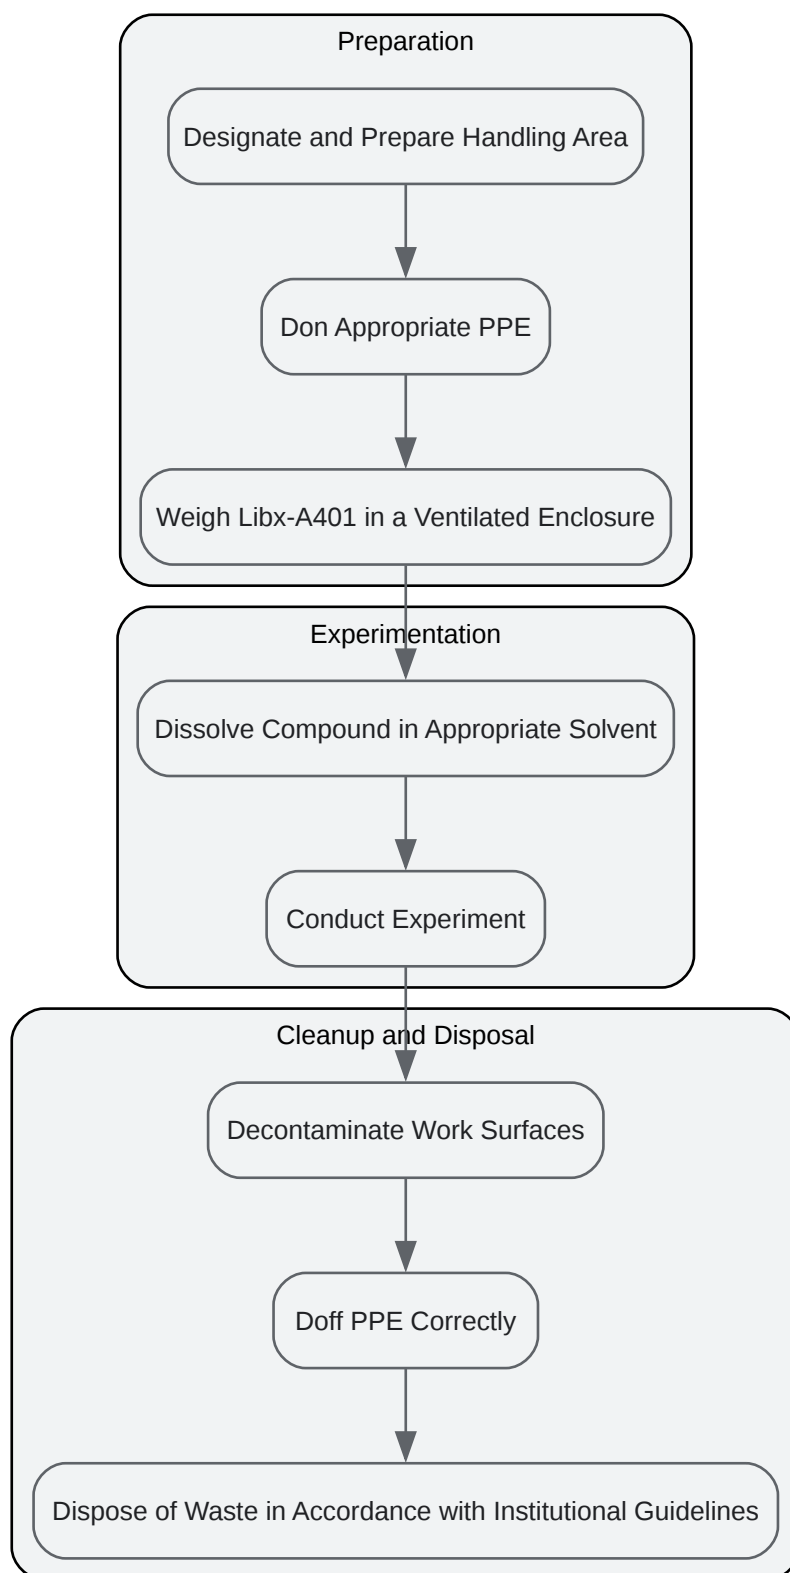 Preparation
Designate and Prepare Handling Area
Don Appropriate PPE
Weigh Libx-A401 in a Ventilated Enclosure
Experimentation
Dissolve Compound in Appropriate Solvent
Conduct Experiment
Cleanup and Disposal
Decontaminate Work Surfaces
Doff PPE Correctly
Dispose of Waste in Accordance with Institutional Guidelines